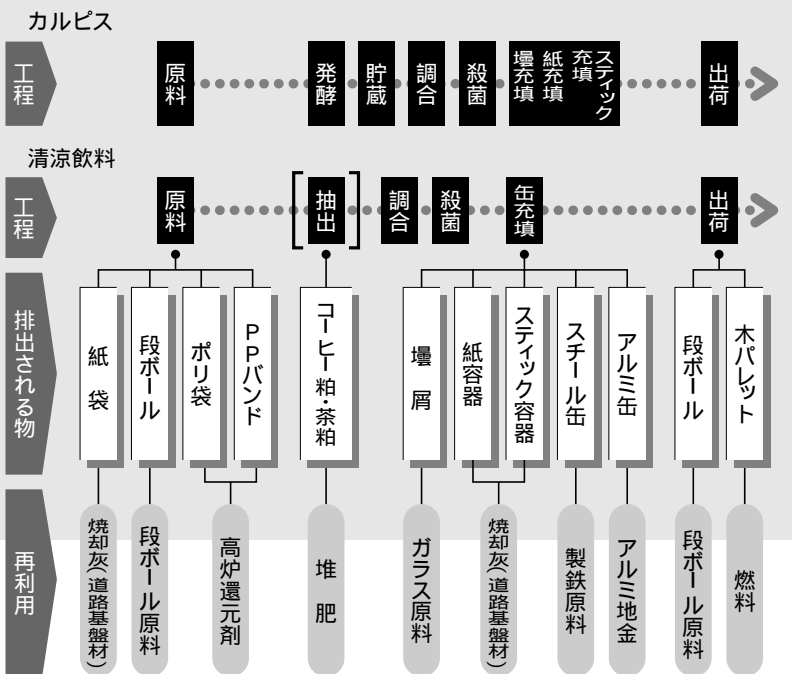 カルピス
工程
原料
発酵
貯蔵
調合
殺菌
壜充填
紙充填
スティック充填
出荷
清涼飲料
工程
原料
抽出
調合
殺菌
缶充填
出荷
排出される物
紙袋
段ボール
ポリ袋
PPバンド
コーヒー粕・茶粕
壜屑
紙容器
スティック容器
スチール缶
アルミ缶
段ボール
木パレット
再利用
焼却灰(道路基盤材)
段ボール原料
高炉還元剤
堆肥
ガラス原料
焼却灰(道路基盤材)
製鉄原料
アルミ地金
段ボール原料
燃料